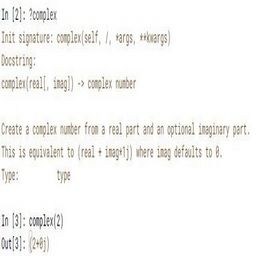 In [2]: ?complex
Init signature: complex(self, /, *args, **kwargs)
Docstring:
complex(real[, imag]) -> complex number
Create a complex number from a real part and an optional imaginary part.
This is equivalent to (real + imag*1j) where imag defaults to 0.
Type: type
In [3]: complex(2)
Out[3]: (2+0j)